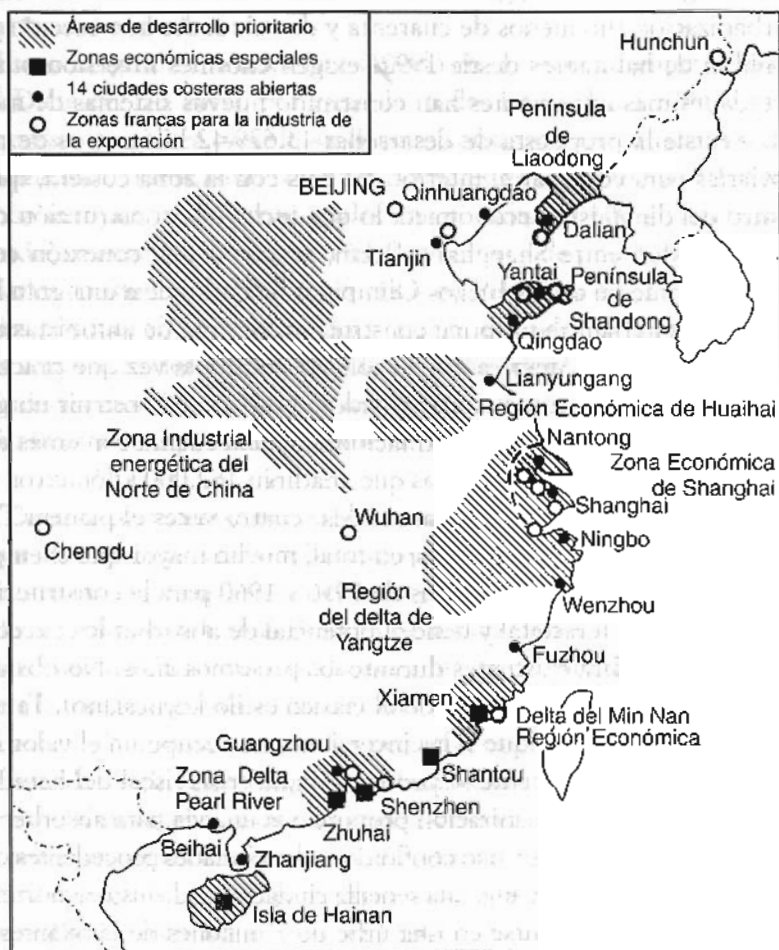 Áreas de desarrollo prioritario
Zonas económicas especiales
14 ciudades costeras abiertas
Zonas francas para la industria de
la exportación
Hunchun
Península
de
Liaodong
BEIJING
Qinhuangdao
Dalian
Tianjin
Yantai
Península
de
Shandong
Qingdao
Lianyungang
Región Económica de Huaihai
Zona Industrial
energética del
Norte de China
Nantong
Zona Económica
de Shanghai
Shanghai
Wuhan
Chengdu
Ningbo
Región
del delta de
Yangtze
Wenzhou
Fuzhou
Xiamen
Delta del Min Nan
Región Económica
Guangzhou
Shantou
Zona Delta
Pearl River
Shenzhen
Zhuhai
Beihai
Zhanjiang
Isla de Hainan